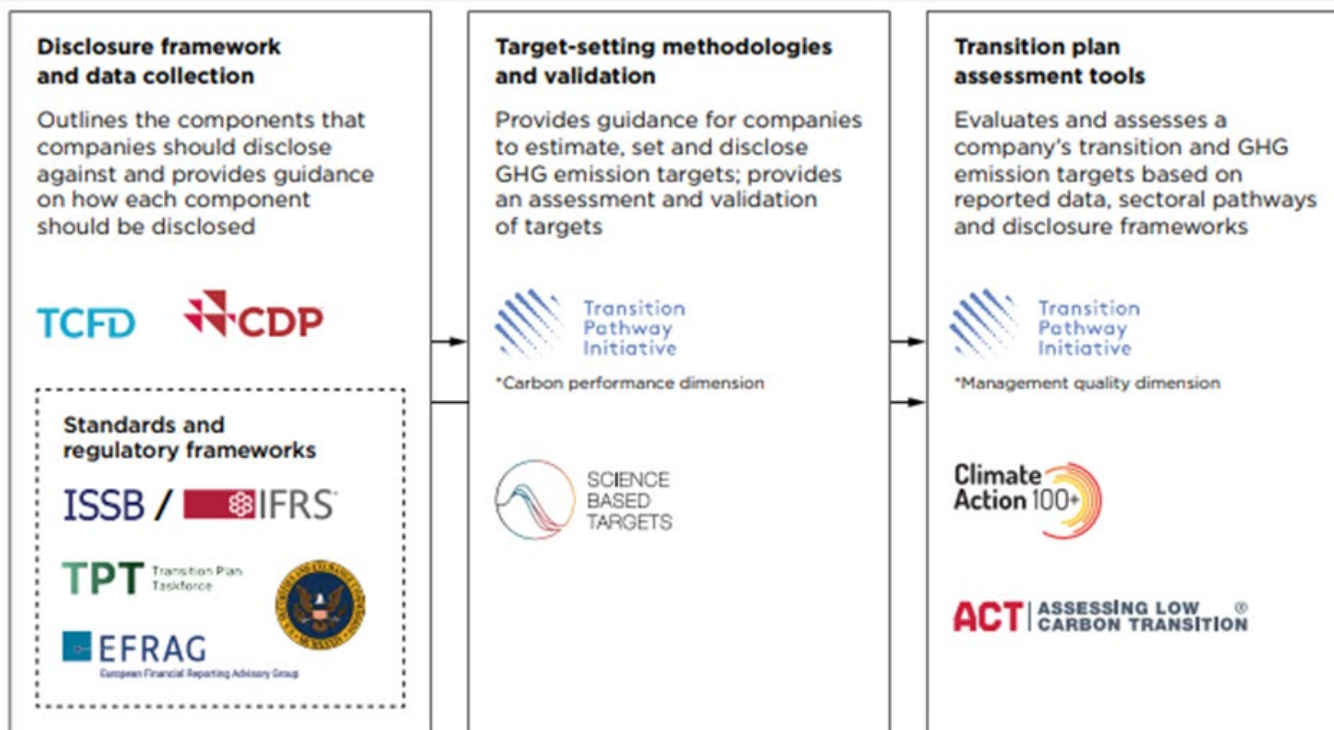 Disclosure framework
and data collection
Outlines the components that
companies should disclose
against and provides guidance
on how each component
should be disclosed
TCFD
CDP
Standards and
regulatory frameworks
ISSB / IFRS
TPT Transition Plan
Taskforce
EFRAG
European Financial Reporting Advisory Group
Target-setting methodologies
and validation
Provides guidance for companies
to estimate, set and disclose
GHG emission targets; provides
an assessment and validation
of targets
Transition
Pathway
Initiative
*Carbon performance dimension
SCIENCE
BASED
TARGETS
Transition plan
assessment tools
Evaluates and assesses a
company's transition and GHG
emission targets based on
reported data, sectoral pathways
and disclosure frameworks
Transition
Pathway
Initiative
*Management quality dimension
Climate
Action 100+
ACT | ASSESSING LOW ®
CARBON TRANSITION